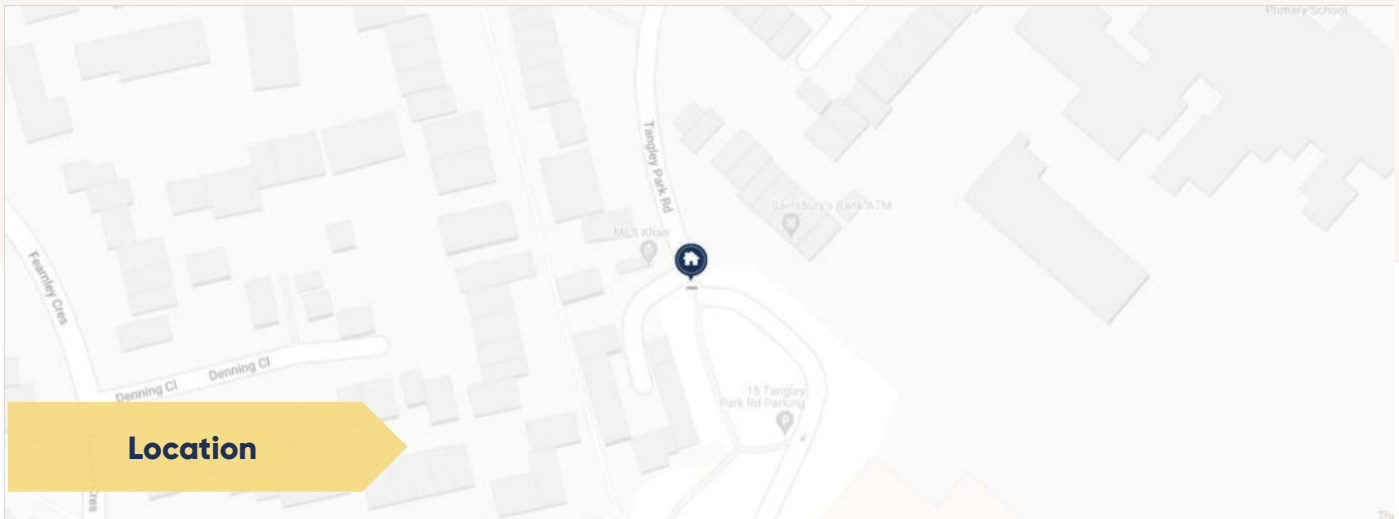 Primary School
Tangley Park Rd
Sainsbury's Bank ATM
Khan
Fearnley Cres
Denning Cl
Denning Cl
15 Tangley
Park Rd Parking
P
Location
Cres